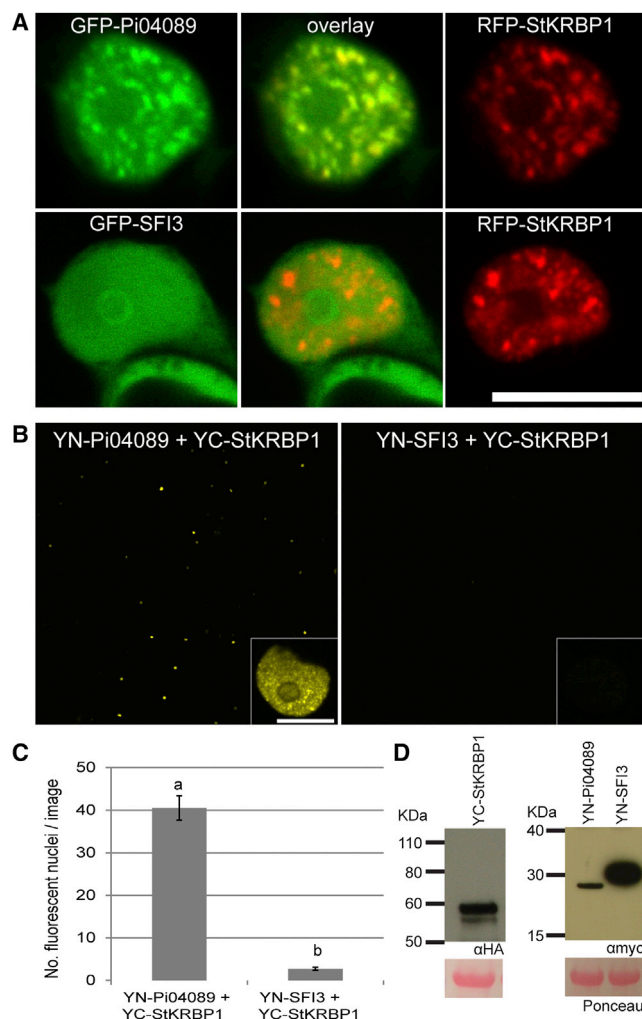 A
GFP-Pi04089
overlay
RFP-StKRBP1
GFP-SFI3
RFP-StKRBP1
B
YN-Pi04089 + YC-StKRBP1
YN-SFI3 + YC-StKRBP1
C
No. fluorescent nuclei / image
50
40
30
20
10
0
a
b
YN-Pi04089 +
YC-StKRBP1
YN-SFI3 +
YC-StKRBP1
D
YC-StKRBP1
KDa
110
80
60
50
αHA
YN-Pi04089
YN-SFI3
KDa
40
30
15
αmyc
Ponceau